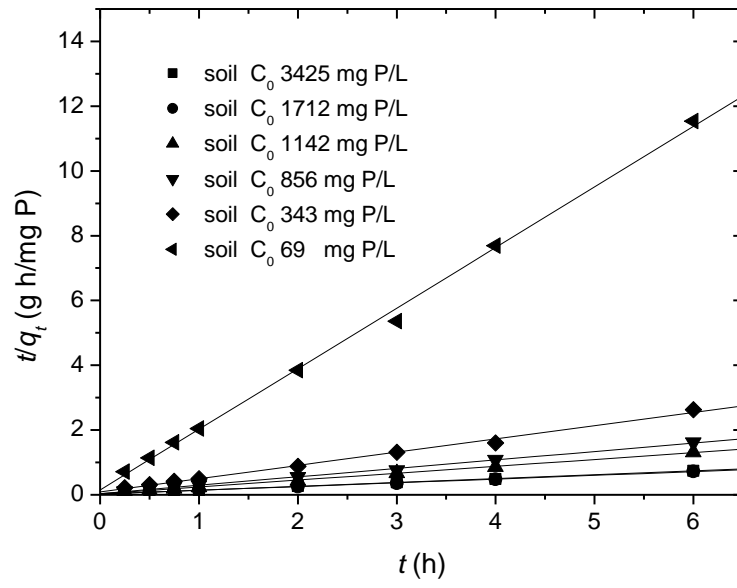 14
12
10
8
6
4
2
0
t/qt (g h/mg P)
soil C0 3425 mg P/L
soil C0 1712 mg P/L
soil C0 1142 mg P/L
soil C0 856 mg P/L
soil C0 343 mg P/L
soil C0 69 mg P/L
0 1 2 3 4 5 6
t (h)